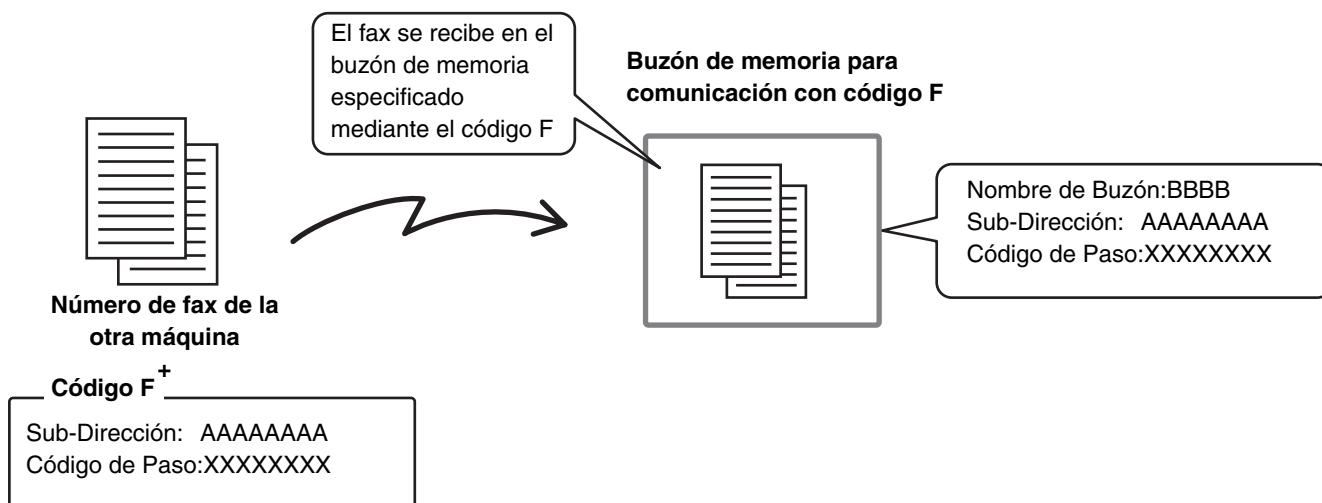 El fax se recibe en el
buzón de memoria
especificado
mediante el código F
Buzón de memoria para
comunicación con código F
Nombre de Buzón:BBBB
Sub-Dirección: AAAAAAAA
Código de Paso:XXXXXXXX
Número de fax de la
otra máquina
+
Código F
Sub-Dirección: AAAAAAAA
Código de Paso:XXXXXXXX